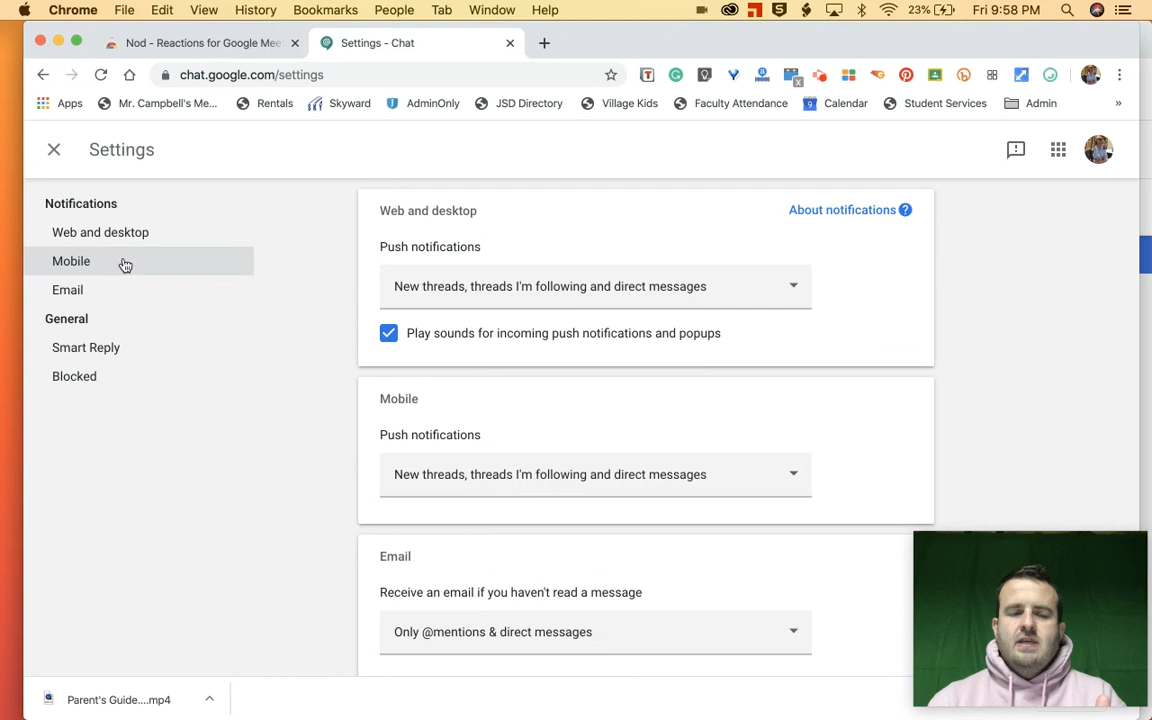 Chrome File Edit View History Bookmarks People Tab Window Help 23% Fri 9:58 PM
Nod - Reactions for Google Mee Settings - Chat
chat.google.com/settings
Apps Mr. Campbell's Me... Rentals Skyward AdminOnly JSD Directory Village Kids Faculty Attendance Calendar Student Services Admin »
Settings
Notifications
Web and desktop
Mobile
Email
General
Smart Reply
Blocked
Web and desktop About notifications
Push notifications
New threads, threads I'm following and direct messages
Play sounds for incoming push notifications and popups
Mobile
Push notifications
New threads, threads I'm following and direct messages
Email
Receive an email if you haven't read a message
Only @mentions & direct messages
Parent's Guide....mp4